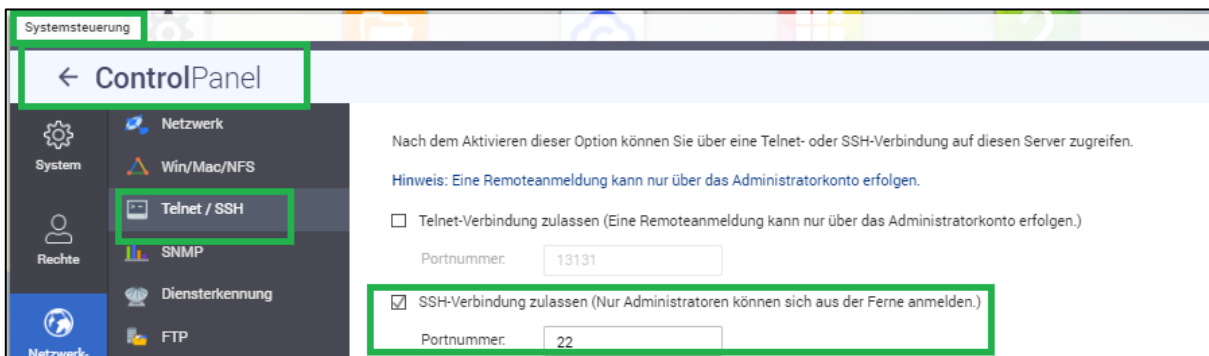 Systemsteuerung
← ControlPanel
System
Rechte
Netzwerk-
Netzwerk
Win/Mac/NFS
Telnet / SSH
SNMP
Diensterkennung
FTP
Nach dem Aktivieren dieser Option können Sie über eine Telnet- oder SSH-Verbindung auf diesen Server zugreifen.
Hinweis: Eine Remoteanmeldung kann nur über das Administratorkonto erfolgen.
Telnet-Verbindung zulassen (Eine Remoteanmeldung kann nur über das Administratorkonto erfolgen.)
Portnummer: 13131
SSH-Verbindung zulassen (Nur Administratoren können sich aus der Ferne anmelden.)
Portnummer: 22